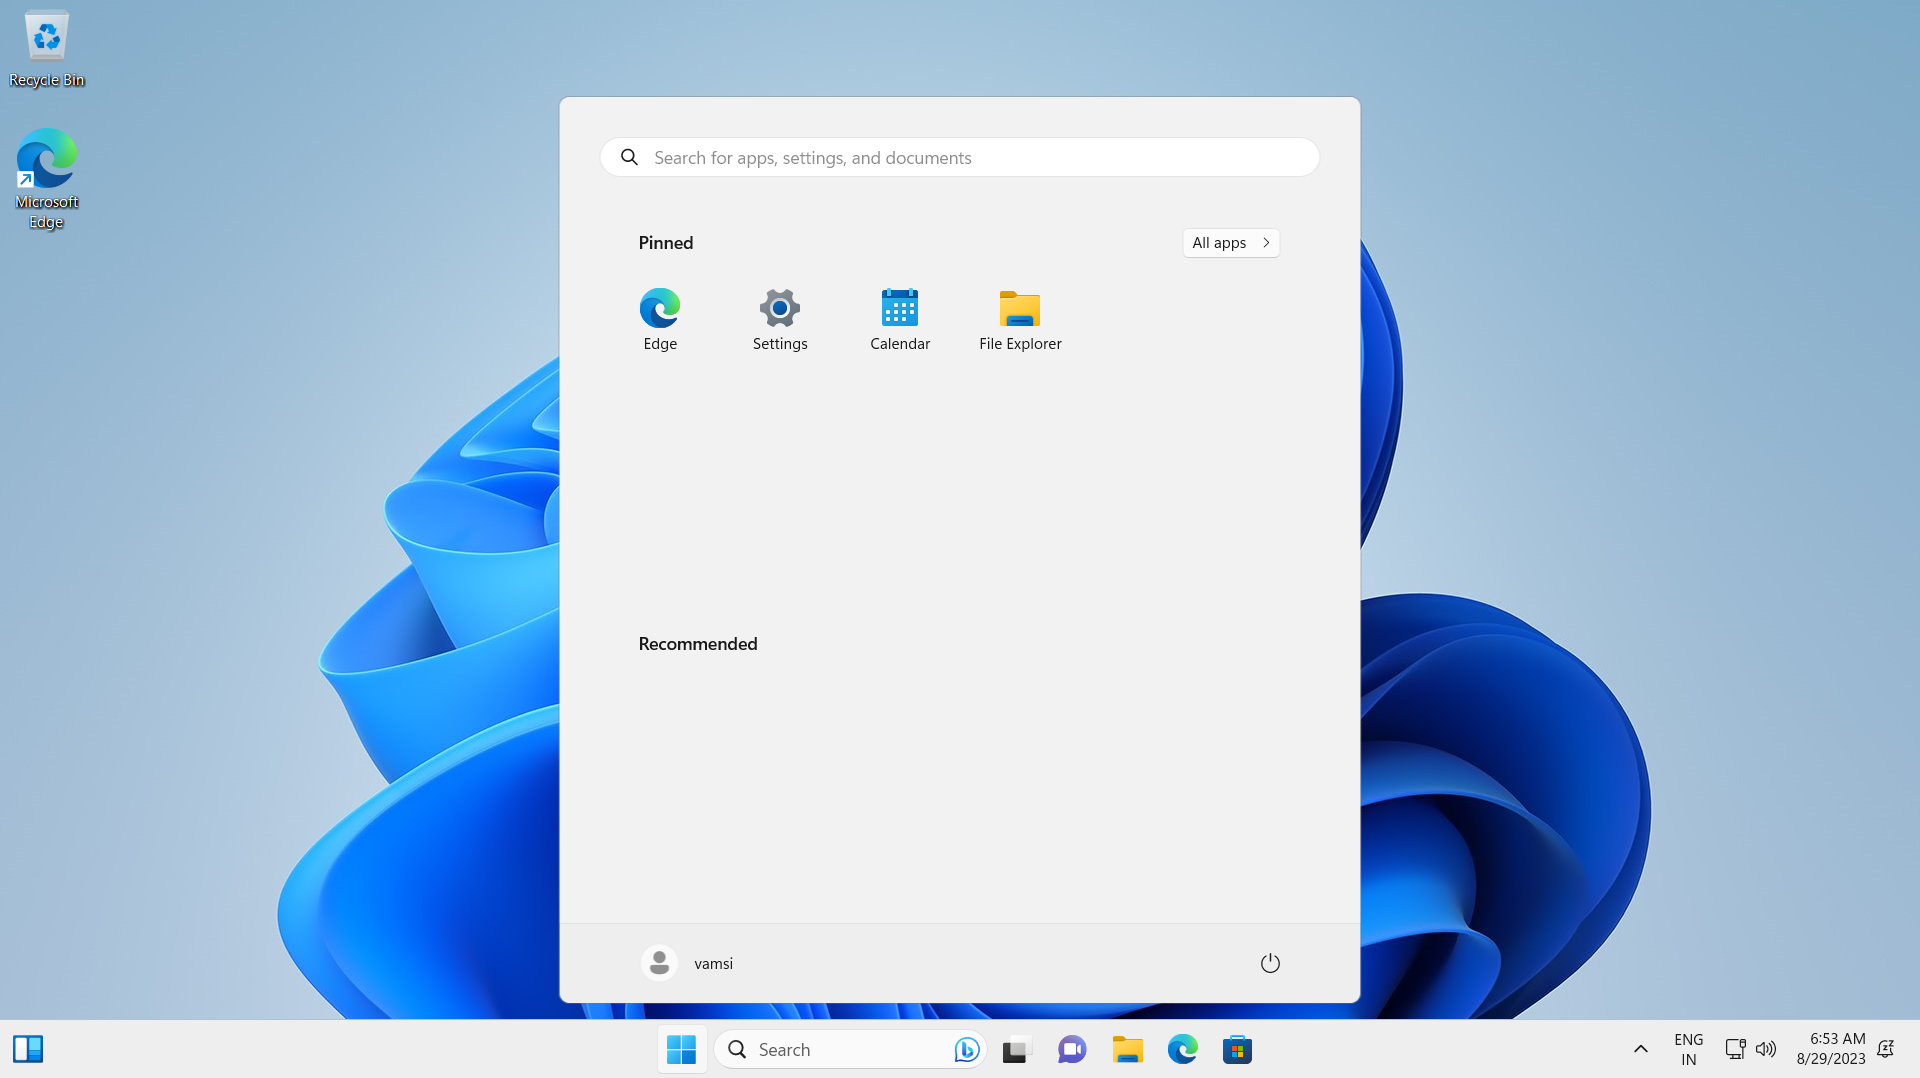 Recycle Bin
Microsoft
Edge
Search for apps, settings, and documents
Pinned
All apps
Edge
Settings
Calendar
File Explorer
Recommended
vamsi
Search
ENG
IN
6:53 AM
8/29/2023